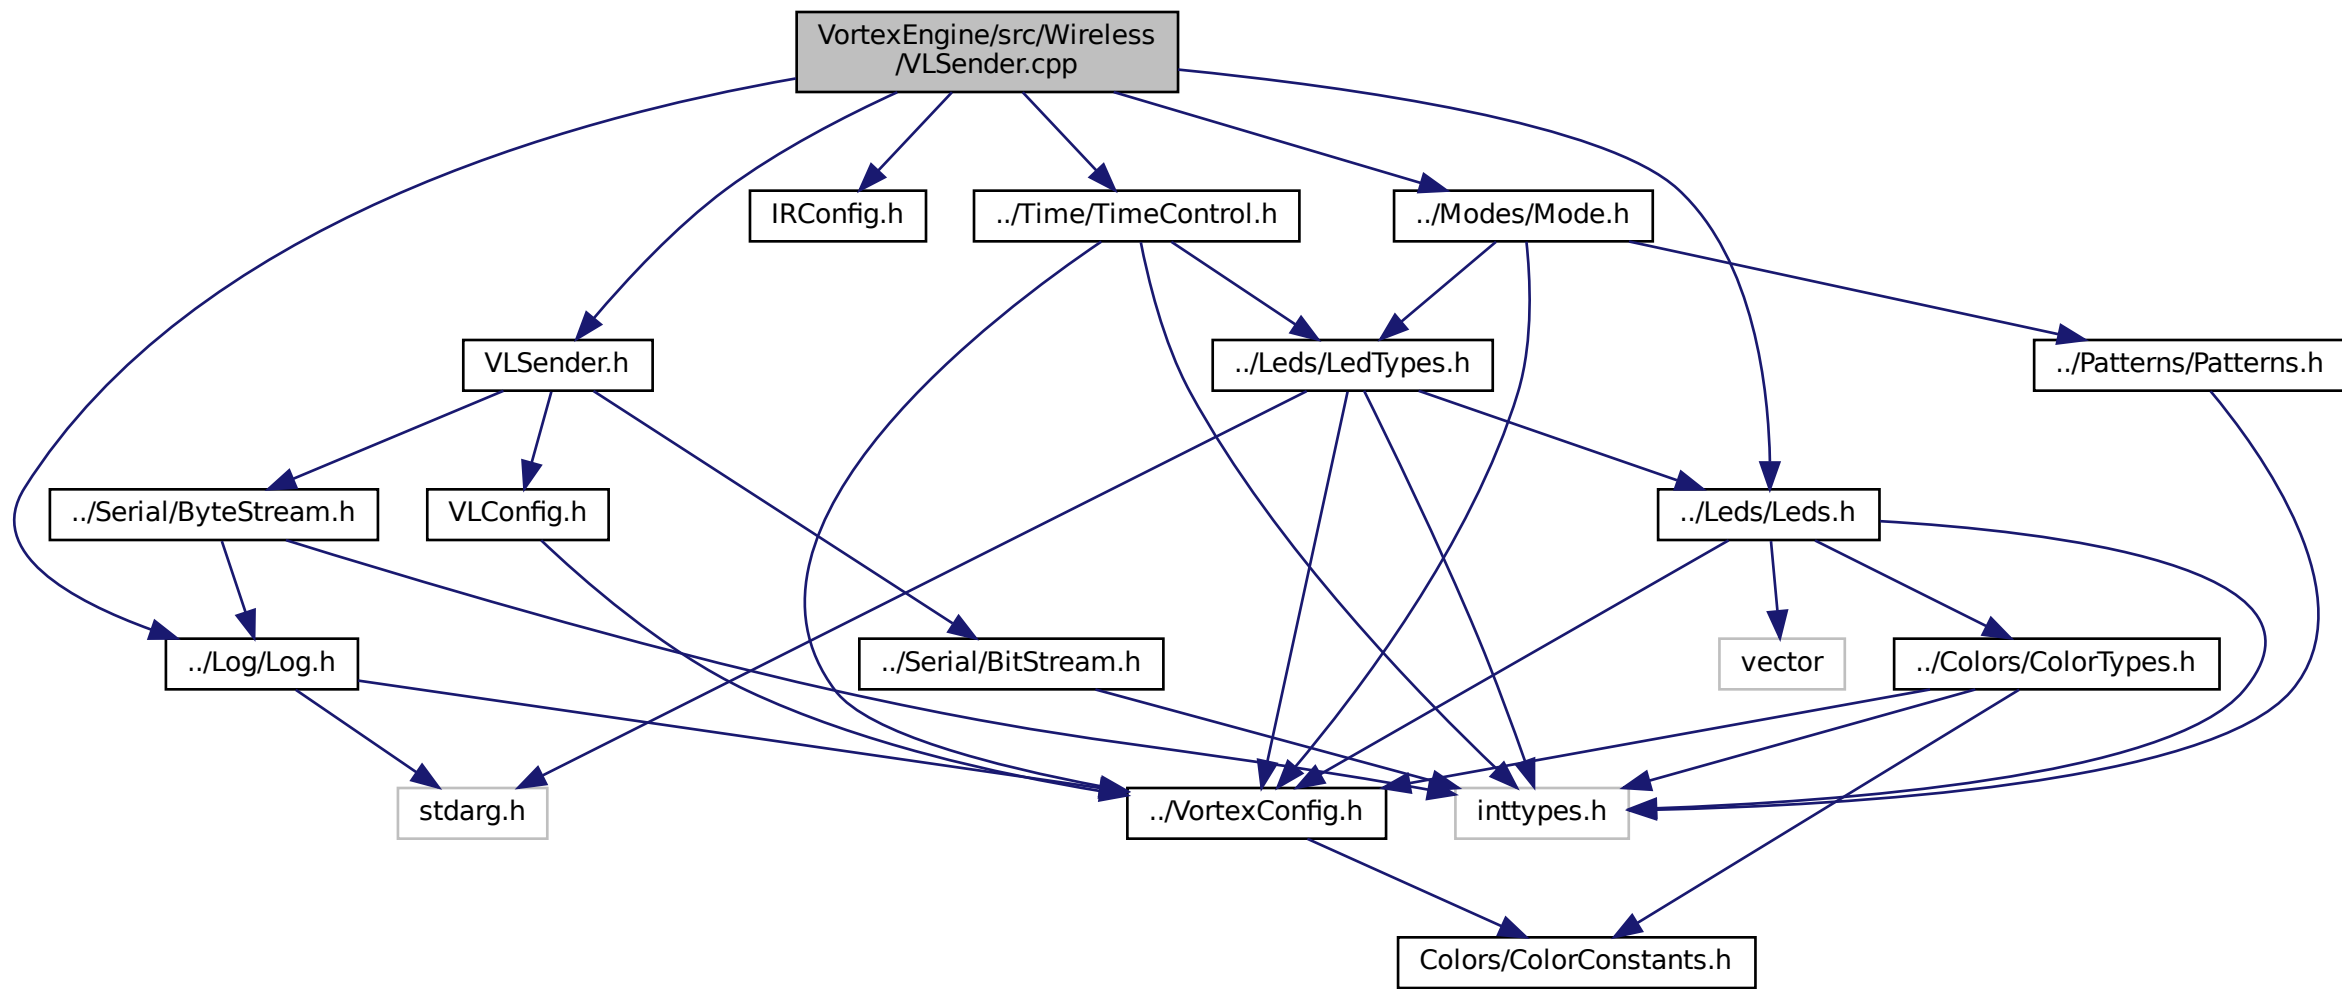 VortexEngine/src/Wireless
/VLSender.cpp
IRConfig.h
../Time/TimeControl.h
../Modes/Mode.h
VLSender.h
../Leds/LedTypes.h
../Patterns/Patterns.h
../Serial/ByteStream.h
VLConfig.h
../Leds/Leds.h
../Log/Log.h
../Serial/BitStream.h
vector
../Colors/ColorTypes.h
stdarg.h
../VortexConfig.h
inttypes.h
Colors/ColorConstants.h